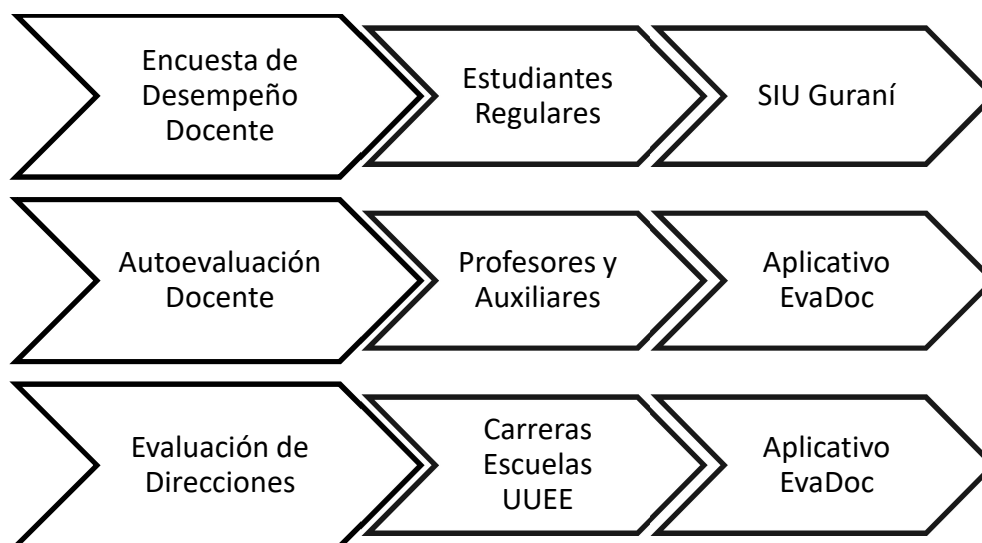 Encuesta de
Desempeño
Docente
Estudiantes
Regulares
SIU Guraní
Autoevaluación
Docente
Profesores y
Auxiliares
Aplicativo
EvaDoc
Evaluación de
Direcciones
Carreras
Escuelas
UUEE
Aplicativo
EvaDoc